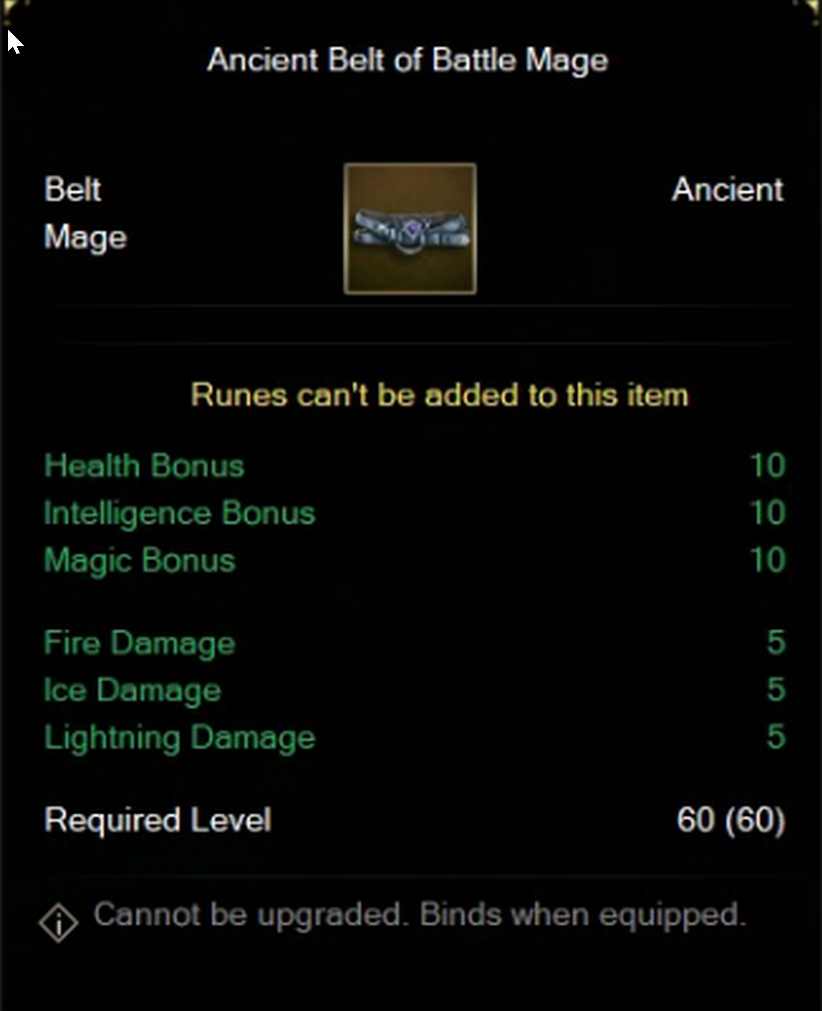 Ancient Belt of Battle Mage
Belt
Ancient
Mage
Runes can't be added to this item
Health Bonus 10
Intelligence Bonus 10
Magic Bonus 10
Fire Damage 5
Ice Damage 5
Lightning Damage 5
Required Level 60 (60)
Cannot be upgraded. Binds when equipped.